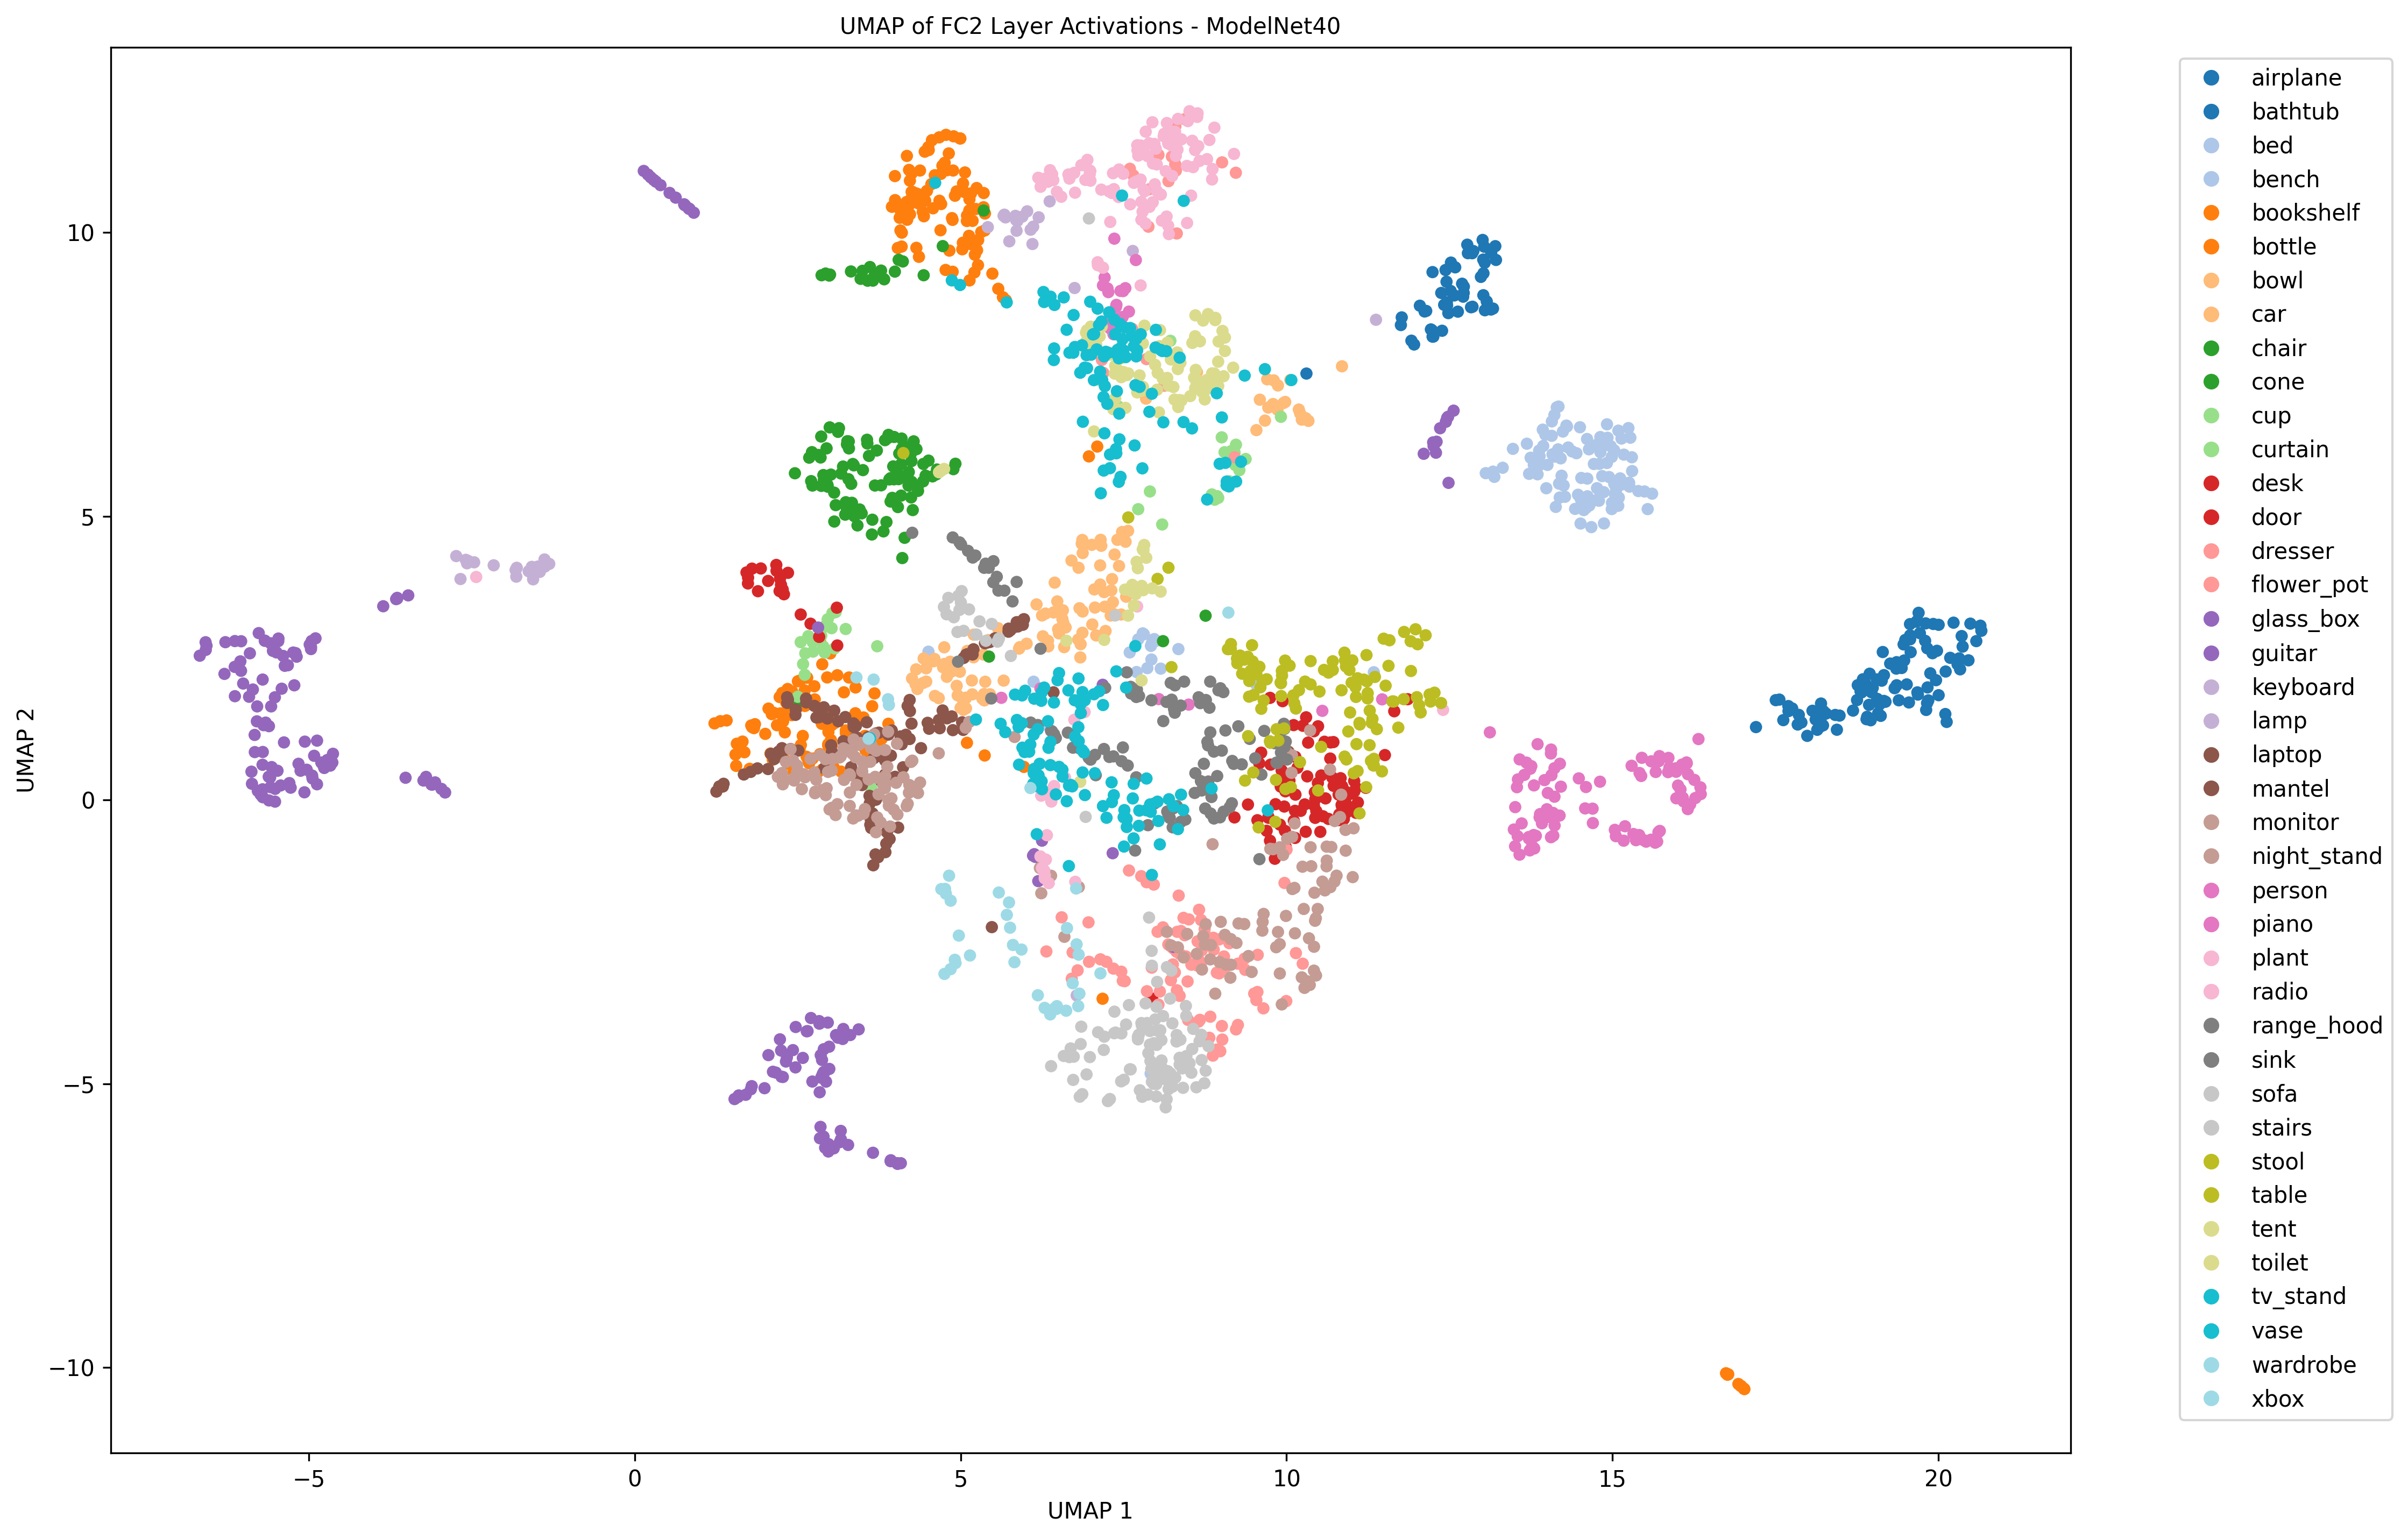 UMAP of FC2 Layer Activations - ModelNet40
10
5
0
−5
−10
UMAP 2
−5
0
5
10
15
20
UMAP 1
airplane
bathtub
bed
bench
bookshelf
bottle
bowl
car
chair
cone
cup
curtain
desk
door
dresser
flower_pot
glass_box
guitar
keyboard
lamp
laptop
mantel
monitor
night_stand
person
piano
plant
radio
range_hood
sink
sofa
stairs
stool
table
tent
toilet
tv_stand
vase
wardrobe
xbox